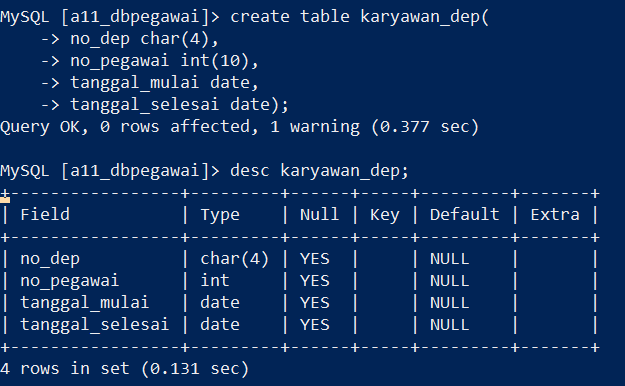 MySQL [a11_dbpegawai]> create table karyawan_dep(
    -> no_dep char(4),
    -> no_pegawai int(10),
    -> tanggal_mulai date,
    -> tanggal_selesai date);
Query OK, 0 rows affected, 1 warning (0.377 sec)

MySQL [a11_dbpegawai]> desc karyawan_dep;
+-----------------+---------+------+-----+---------+-------+
| Field           | Type    | Null | Key | Default | Extra |
+-----------------+---------+------+-----+---------+-------+
| no_dep          | char(4) | YES  |     | NULL    |       |
| no_pegawai      | int     | YES  |     | NULL    |       |
| tanggal_mulai   | date    | YES  |     | NULL    |       |
| tanggal_selesai | date    | YES  |     | NULL    |       |
+-----------------+---------+------+-----+---------+-------+
4 rows in set (0.131 sec)